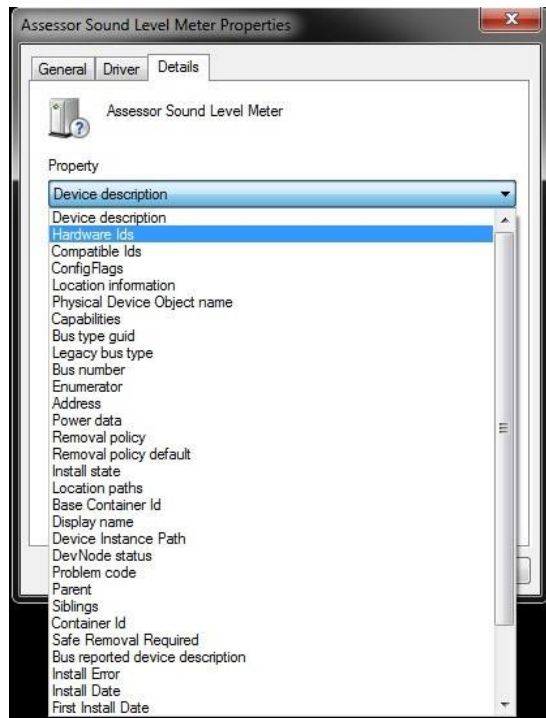 Assessor Sound Level Meter Properties
General Driver Details
Assessor Sound Level Meter
Property
Device description
Device description
Hardware Ids
Compatible Ids
ConfigFlags
Location information
Physical Device Object name
Capabilities
Bus type guid
Legacy bus type
Bus number
Enumerator
Address
Power data
Removal policy
Removal policy default
Install state
Location paths
Base Container Id
Display name
Device Instance Path
DevNode status
Problem code
Parent
Siblings
Container Id
Safe Removal Required
Bus reported device description
Install Error
Install Date
First Install Date